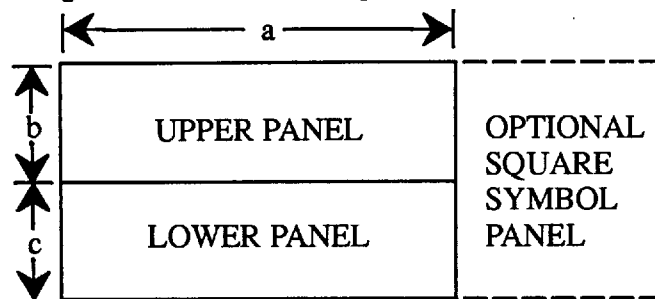 a
b
UPPER PANEL
OPTIONAL
SQUARE
SYMBOL
PANEL
c
LOWER PANEL